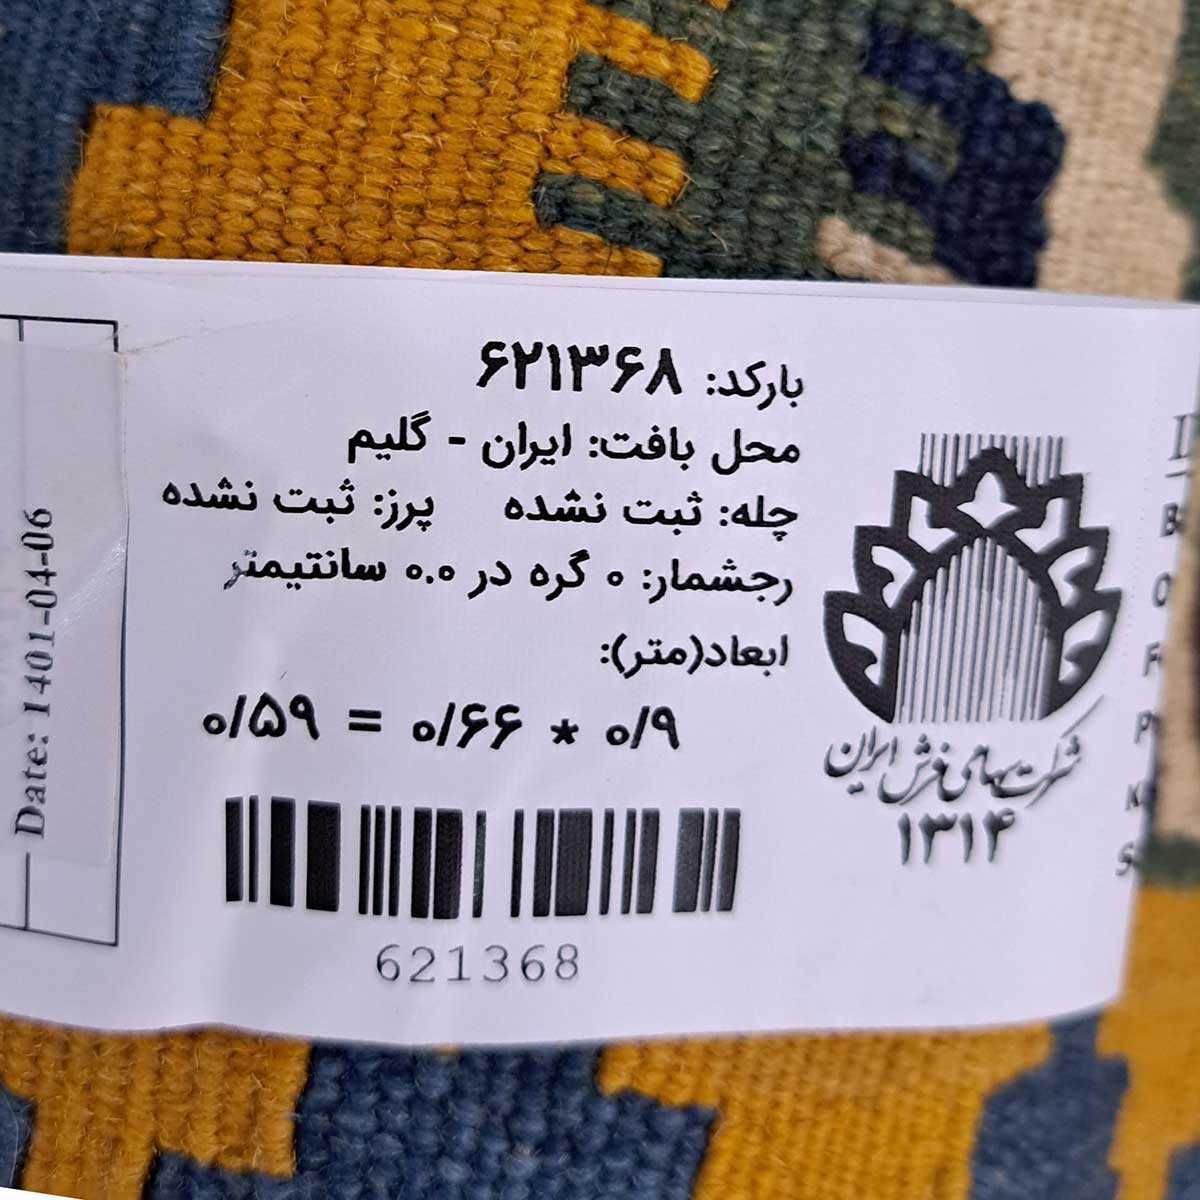 بارکد: ۶۲۱۳۶۸
محل بافت: ایران - گلیم
چله: ثبت نشده پرز: ثبت نشده
رجشمار: ۰ گره در ۰.۰ سانتیمتر
ابعاد(متر):
۰/۹ * ۰/۶۶ = ۰/۵۹
621368
شرکت سهامی فرش ایران
۱۳۱۴
Date: 1401-04-06